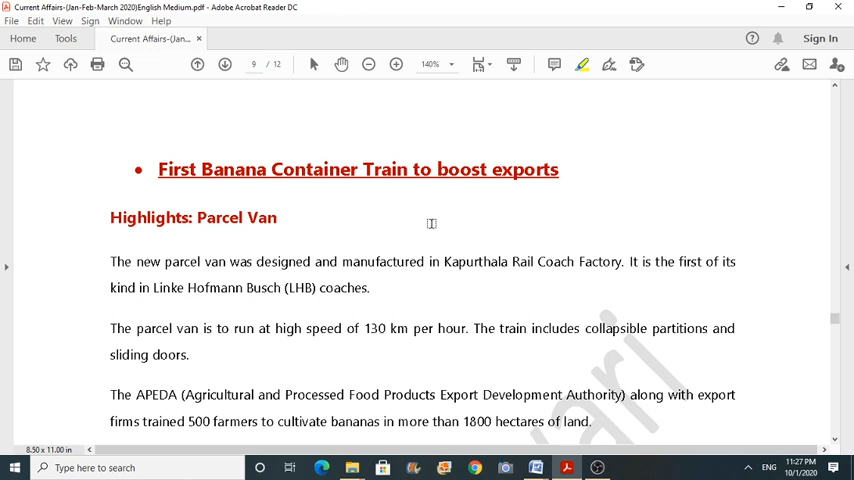 Current Affairs-(Jan-Feb-March 2020)English Medium.pdf - Adobe Acrobat Reader DC
File Edit View Sign Window Help
Home Tools Current Affairs-(Jan... × Sign In
9 / 12 140%
• First Banana Container Train to boost exports
Highlights: Parcel Van
The new parcel van was designed and manufactured in Kapurthala Rail Coach Factory. It is the first of its
kind in Linke Hofmann Busch (LHB) coaches.
The parcel van is to run at high speed of 130 km per hour. The train includes collapsible partitions and
sliding doors.
The APEDA (Agricultural and Processed Food Products Export Development Authority) along with export
firms trained 500 farmers to cultivate bananas in more than 1800 hectares of land.
8.50 x 11.00 in
Type here to search
ENG
11:27 PM
10/1/2020